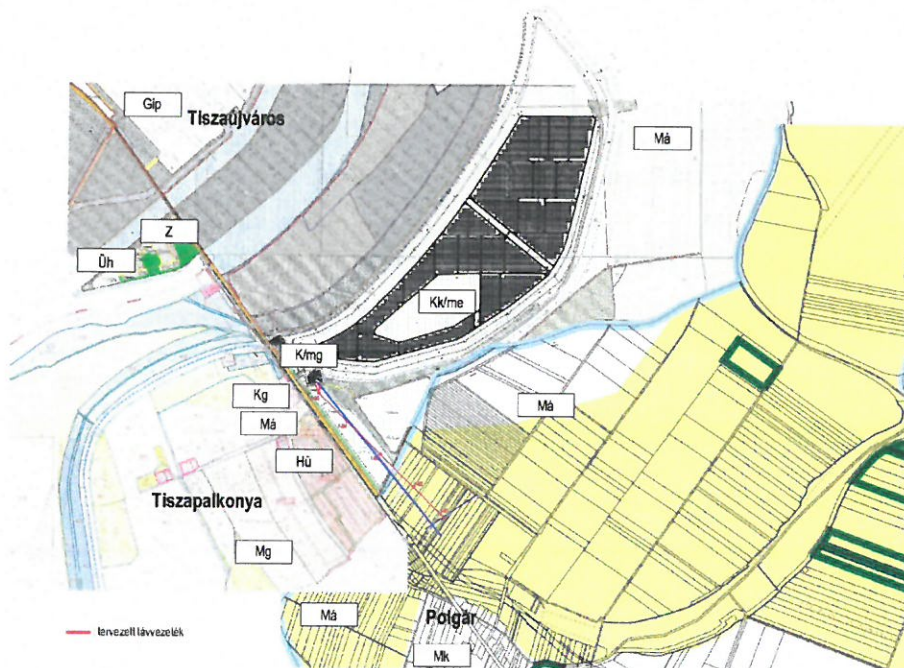 Gip
Tiszaújváros
Má
Z
Üh
Kk/me
K/mg
Kg
Má
Má
Hü
Tiszapalkonya
Mg
Má
Polgár
Mk
tervezett távvezeték